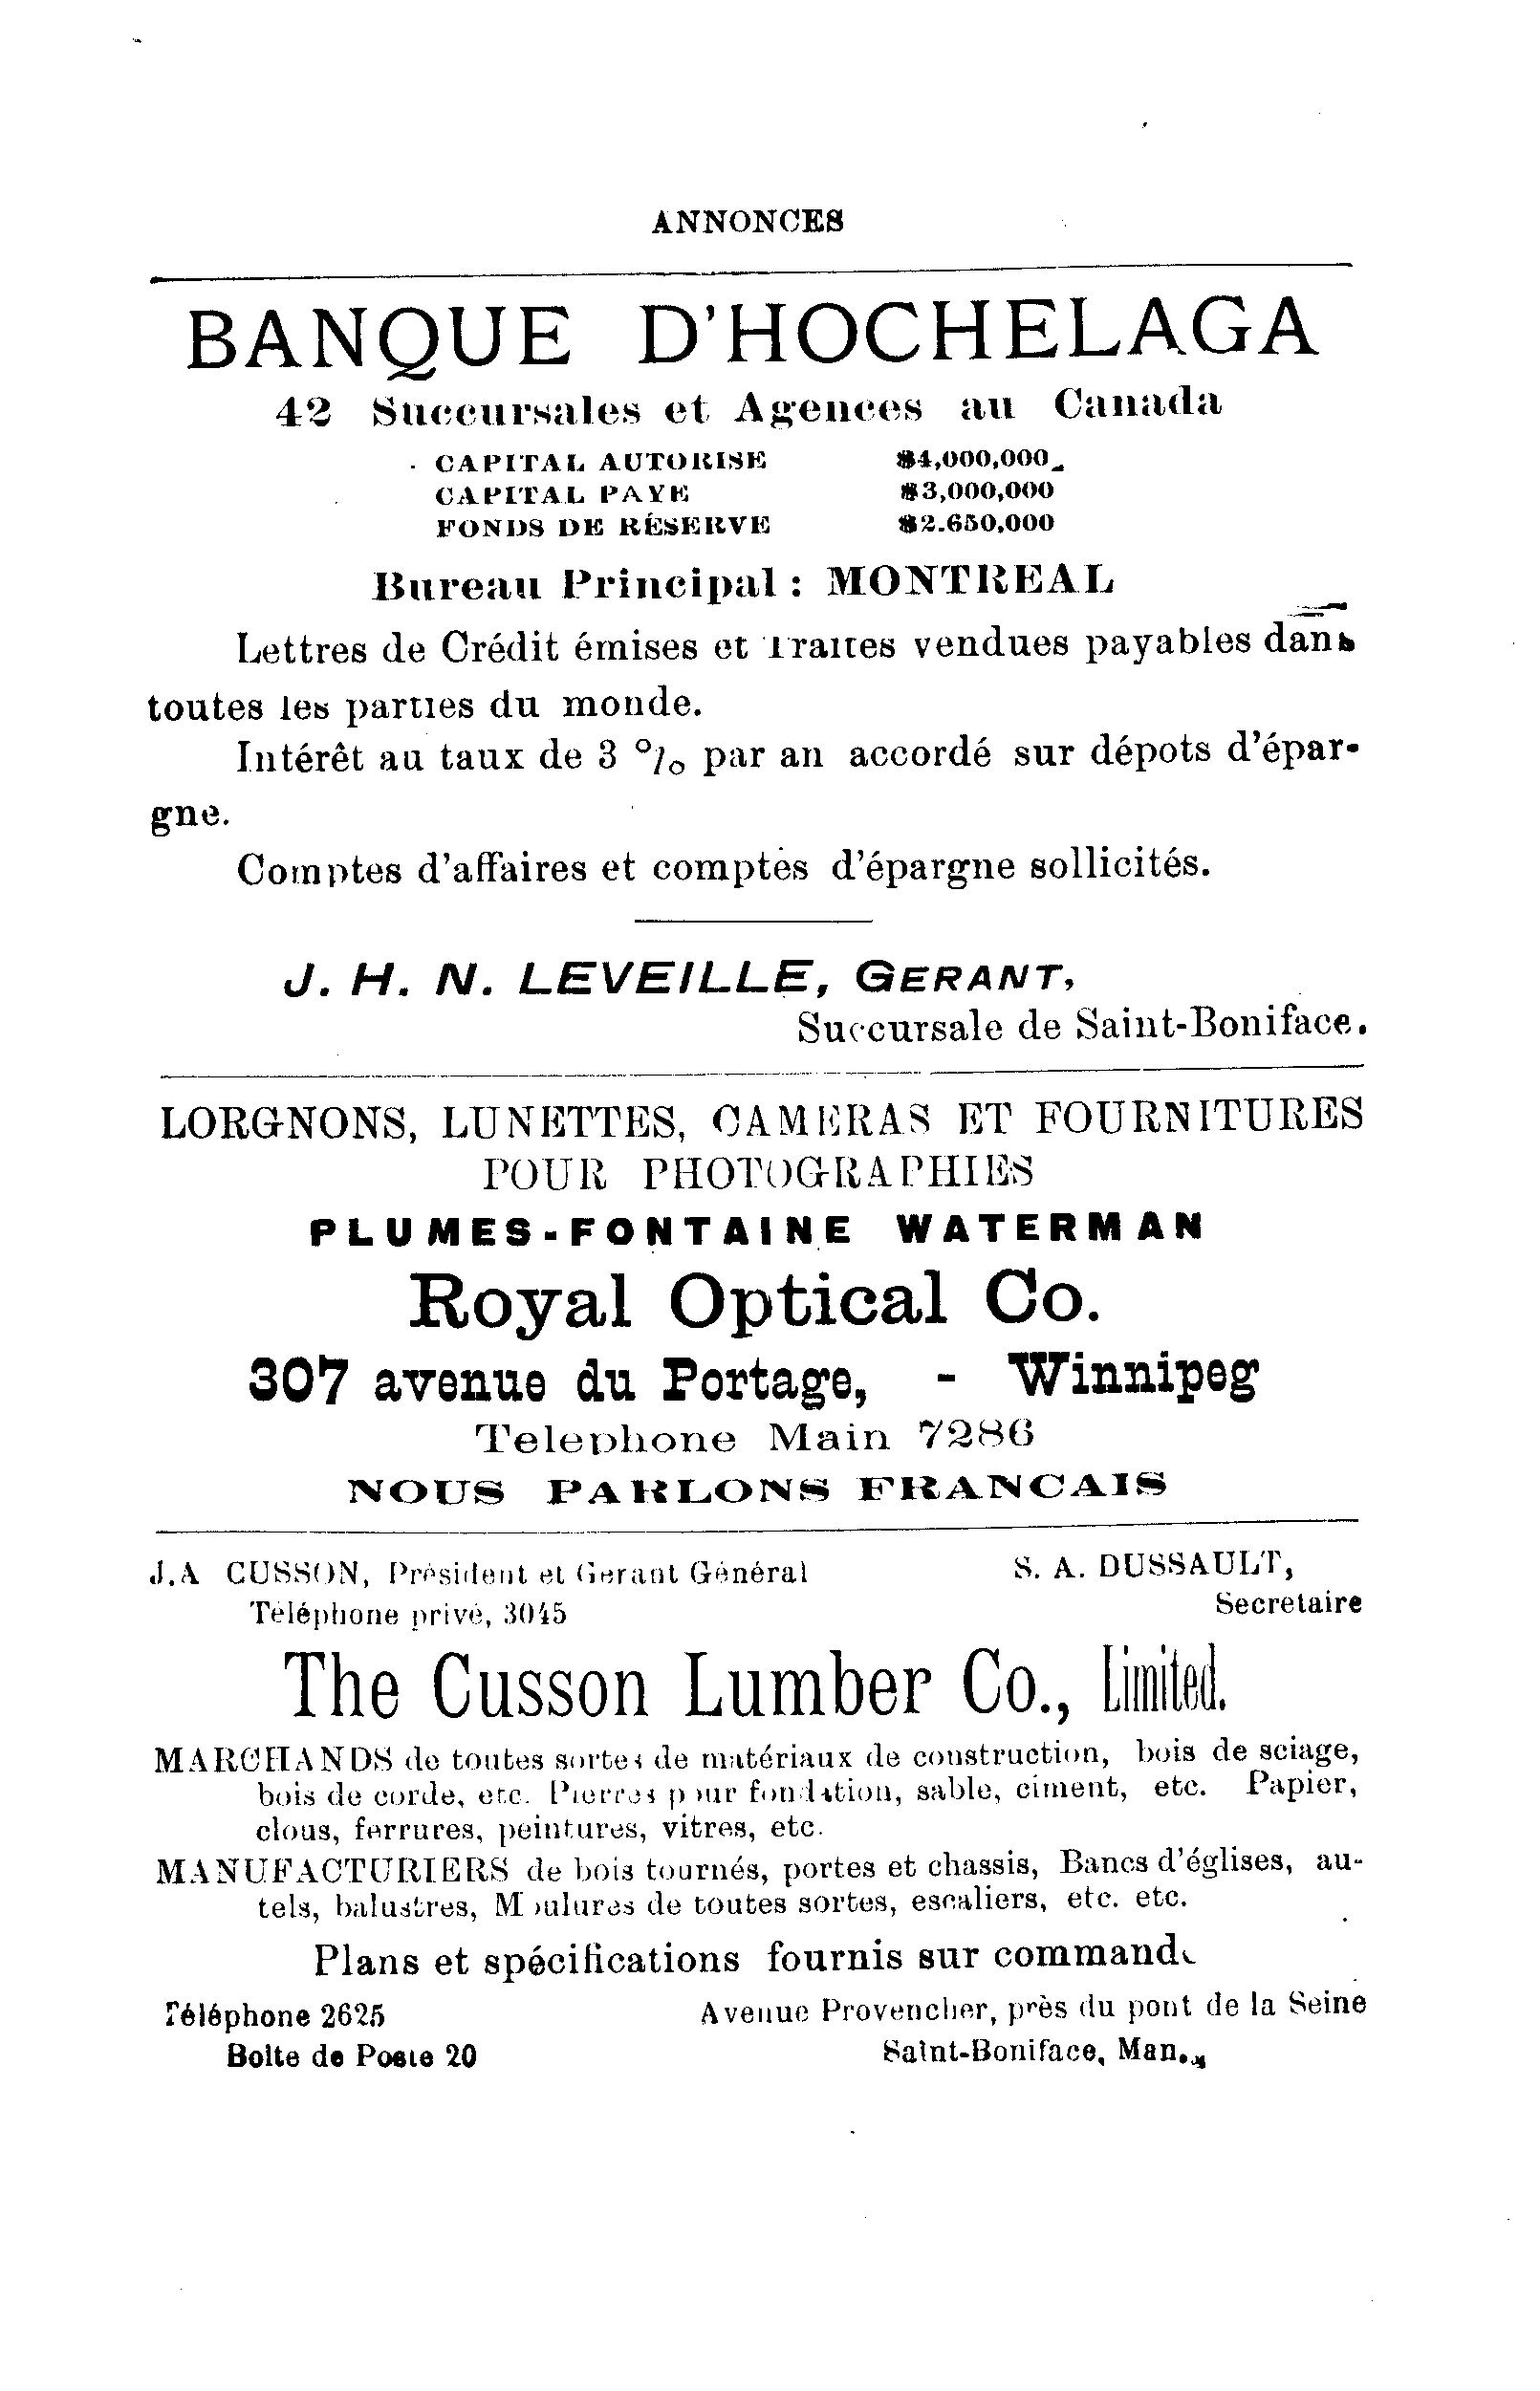 ANNONCES
BANQUE D'HOCHELAGA
42 Succursales et Agences au Canada
CAPITAL AUTORISE $4,000,000
CAPITAL PAYE $3,000,000
FONDS DE RÉSERVE $2.650,000
Bureau Principal : MONTREAL
Lettres de Crédit émises et Traites vendues payables dans
toutes les parties du monde.
Intérêt au taux de 3 % par an accordé sur dépots d'épar-
gne.
Comptes d'affaires et comptes d'épargne sollicités.
J. H. N. LEVEILLE, GERANT,
Succursale de Saint-Boniface.
LORGNONS, LUNETTES, CAMERAS ET FOURNITURES
POUR PHOTOGRAPHIES
PLUMES-FONTAINE WATERMAN
Royal Optical Co.
307 avenue du Portage, - Winnipeg
Telephone Main 7286
NOUS PARLONS FRANCAIS
J.A CUSSON, Président et Gerant Général S. A. DUSSAULT,
Téléphone privé, 3045 Secretaire
The Cusson Lumber Co., Limited.
MARCHANDS de toutes sortes de matériaux de construction, bois de sciage,
bois de corde, etc. Pierres pour fondation, sable, ciment, etc. Papier,
clous, ferrures, peintures, vitres, etc.
MANUFACTURIERS de bois tournés, portes et chassis, Bancs d'églises, au-
tels, balustres, Moulures de toutes sortes, escaliers, etc. etc.
Plans et spécifications fournis sur commande
Téléphone 2625 Avenue Provencher, près du pont de la Seine
Boite de Poste 20 Saint-Boniface, Man.